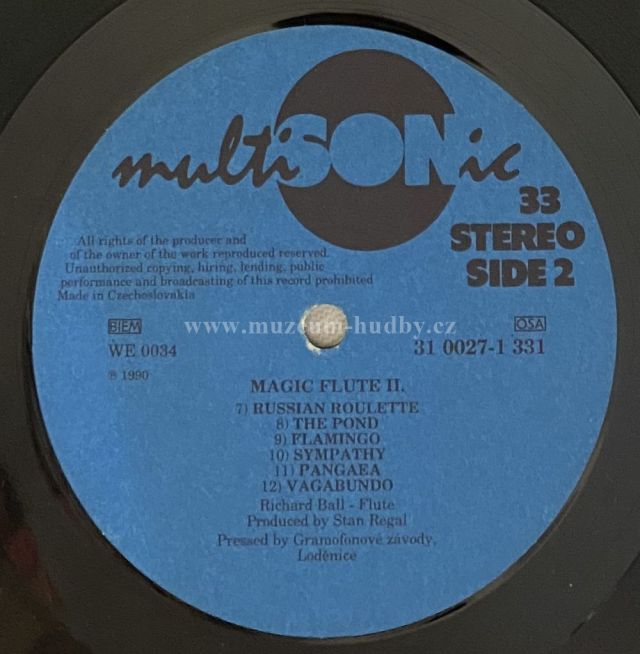 multiSONic
33
STEREO
SIDE 2
All rights of the producer and
of the owner of the work reproduced reserved.
Unauthorized copying, hiring, lending, public
performance and broadcasting of this record prohibited
Made in Czechoslovakia
www.muzeum-hudby.cz
BIEM
OSA
WE 0034
31 0027-1 331
℗ 1990
MAGIC FLUTE II.
7) RUSSIAN ROULETTE
8) THE POND
9) FLAMINGO
10) SYMPATHY
11) PANGAEA
12) VAGABUNDO
Richard Ball - Flute
Produced by Stan Regal
Pressed by Gramofonové závody,
Loděnice